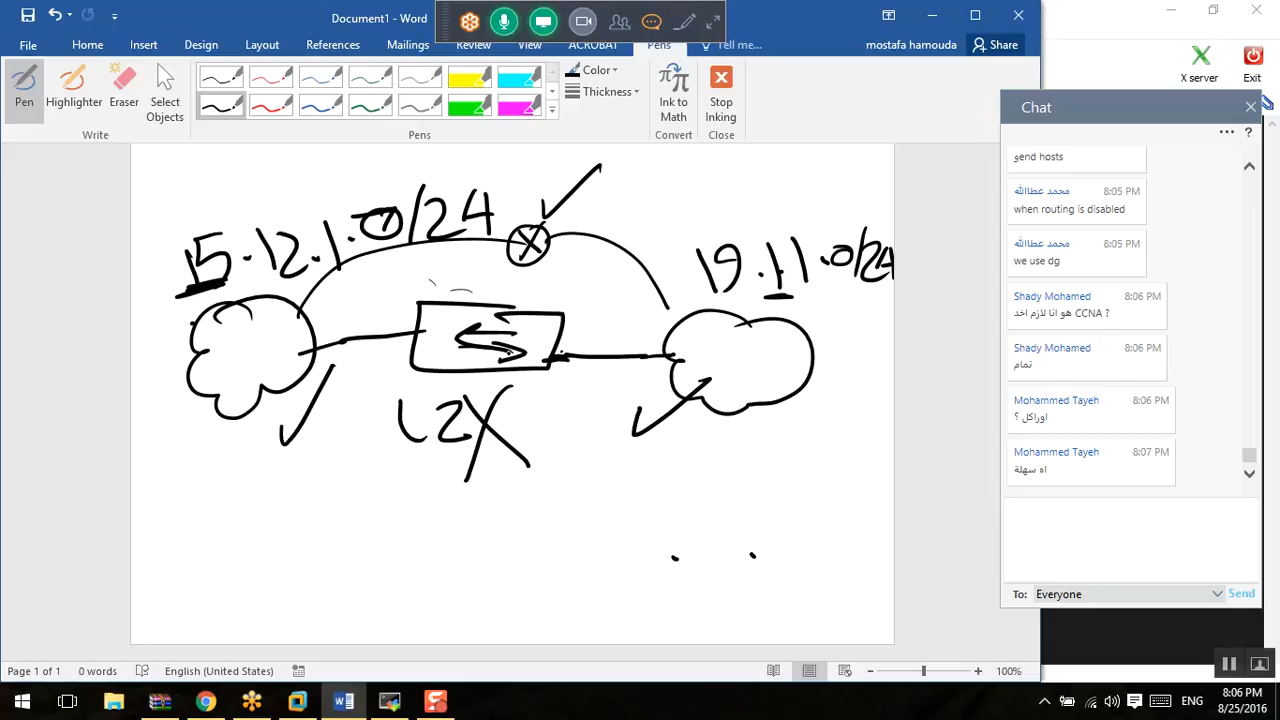 Document1 - Word
File Home Insert Design Layout References Mailings Review View ACROBAT Pens Tell me...
mostafa hamouda Share
Pen Highlighter Eraser Select Objects
Color
Thickness
Ink to Math
Stop Inking
Write Pens Convert Close
X server Exit
15.12.1.0/24
19.11.0/24
L2
Chat
end hosts
محمد عطاالله 8:05 PM
when routing is disabled
محمد عطاالله 8:05 PM
we use dg
Shady Mohamed 8:06 PM
هو انا لازم اخد CCNA ?
Shady Mohamed 8:06 PM
تمام
Mohammed Tayeh 8:06 PM
اوراكل ؟
Mohammed Tayeh 8:07 PM
اه سهلة
To: Everyone Send
Page 1 of 1 0 words English (United States) 100%
ENG
8:06 PM
8/25/2016